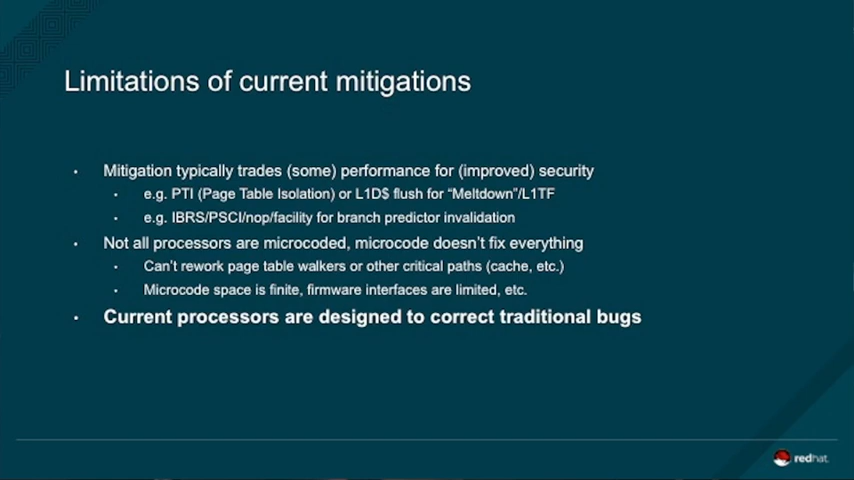 Limitations of current mitigations
• Mitigation typically trades (some) performance for (improved) security
• e.g. PTI (Page Table Isolation) or L1D$ flush for “Meltdown”/L1TF
• e.g. IBRS/PSCI/nop/facility for branch predictor invalidation
• Not all processors are microcoded, microcode doesn’t fix everything
• Can’t rework page table walkers or other critical paths (cache, etc.)
• Microcode space is finite, firmware interfaces are limited, etc.
• Current processors are designed to correct traditional bugs
redhat.